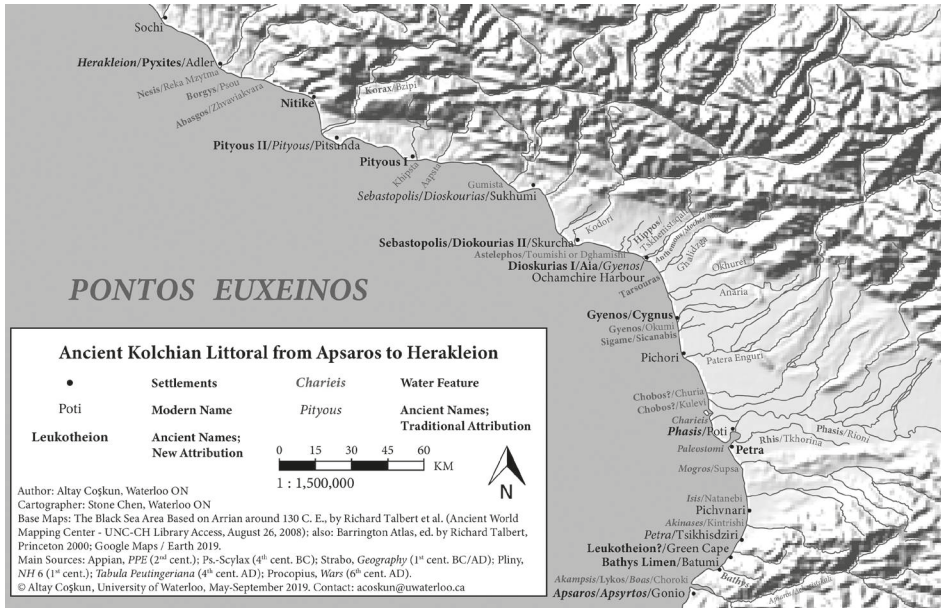 Sochi
Herakleion/Pyxites/Adler
Nesis/Reka Mzytma
Borgys/Psou
Abasgos/Zhvaviakvara
Nitike
Korax/Bzipi
Pityous II/Pityous/Pitsunda
Pityous I
Khipsta
Aapsta
Gumista
Sebastopolis/Dioskourias/Sukhumi
Kodori
Sebastopolis/Diokourias II/Skurcha
Astelephos/Toumishi or Dghamishi
Hippos/
Tskhenistsqali
Ghalidzga
Dioskurias I/Aia/Gyenos/
Ochamchire Harbour
Tarsouras
Okhurei
Anaria
PONTOS EUXEINOS
Gyenos/Cygnus
Gyenos/Okumi
Sigame/Sicanabis
Pichori
Patera Enguri
Chobos?/Churia
Chobos?/Kulevi
Charieis
Phasis/Poti
Phasis/Rioni
Rhis/Tkhorina
Paleostomi
Petra
Mogros/Supsa
Isis/Natanebi
Pichvnari
Akinases/Kintrishi
Petra/Tsikhisdziri
Leukotheion?/Green Cape
Bathys Limen/Batumi
Bathys
Akampsis/Lykos/Boas/Choroki
Apsaros/Apsyrtos/Gonio
Ancient Kolchian Littoral from Apsaros to Herakleion
Settlements
Charieis
Water Feature
Poti
Modern Name
Pityous
Ancient Names;
Traditional Attribution
Leukotheion
Ancient Names;
New Attribution
0 15 30 45 60
KM
1 : 1,500,000
N
Author: Altay Coşkun, Waterloo ON
Cartographer: Stone Chen, Waterloo ON
Base Maps: The Black Sea Area Based on Arrian around 130 C. E., by Richard Talbert et al. (Ancient World
Mapping Center - UNC-CH Library Access, August 26, 2008); also: Barrington Atlas, ed. by Richard Talbert,
Princeton 2000; Google Maps / Earth 2019.
Main Sources: Appian, PPE (2nd cent.); Ps.-Scylax (4th cent. BC); Strabo, Geography (1st cent. BC/AD); Pliny,
NH 6 (1st cent.); Tabula Peutingeriana (4th cent. AD); Procopius, Wars (6th cent. AD).
© Altay Coşkun, University of Waterloo, May-September 2019. Contact: acoskun@uwaterloo.ca